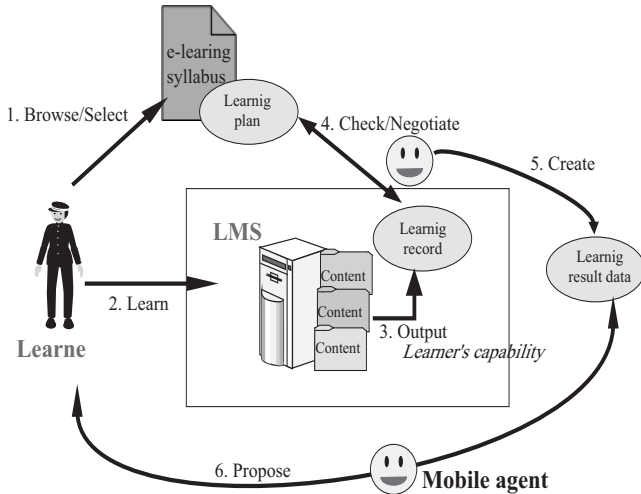 e-learing
syllabus
Learnig
plan
1. Browse/Select
4. Check/Negotiate
5. Create
LMS
Learnig
record
Content
Content
Content
Learnig
result data
2. Learn
3. Output
Learner's capability
Learne
6. Propose
Mobile agent